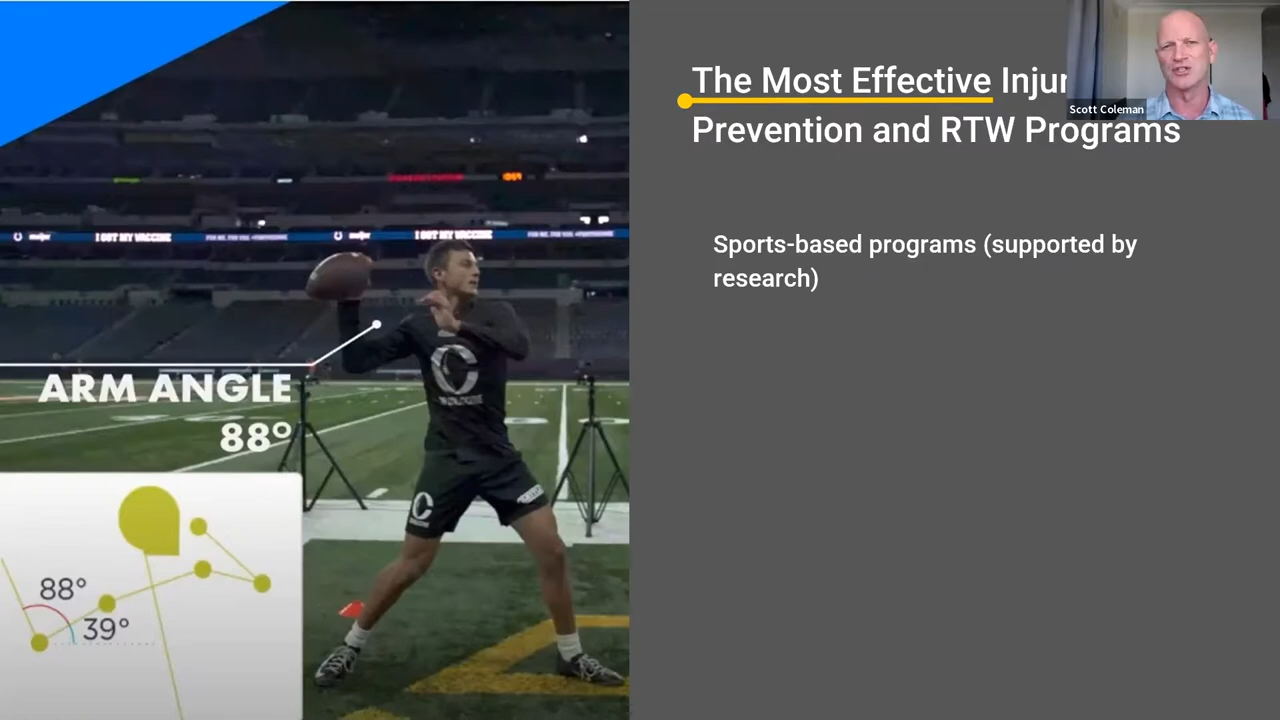 The Most Effective Injur
Prevention and RTW Programs
Scott Coleman
Sports-based programs (supported by
research)
I GOT MY VACCINE
I GOT MY VACCINE
ARM ANGLE
88°
88°
39°